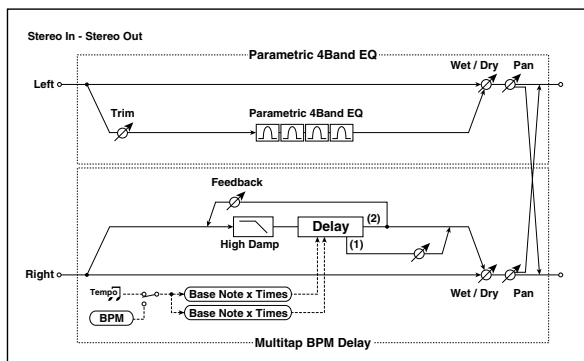 Stereo In - Stereo Out
Parametric 4Band EQ
Wet / Dry Pan
Left
Trim
Parametric 4Band EQ
Feedback
High Damp
Delay
(2)
(1)
Right
Wet / Dry Pan
Tempo
Base Note x Times
BPM
Base Note x Times
Multitap BPM Delay